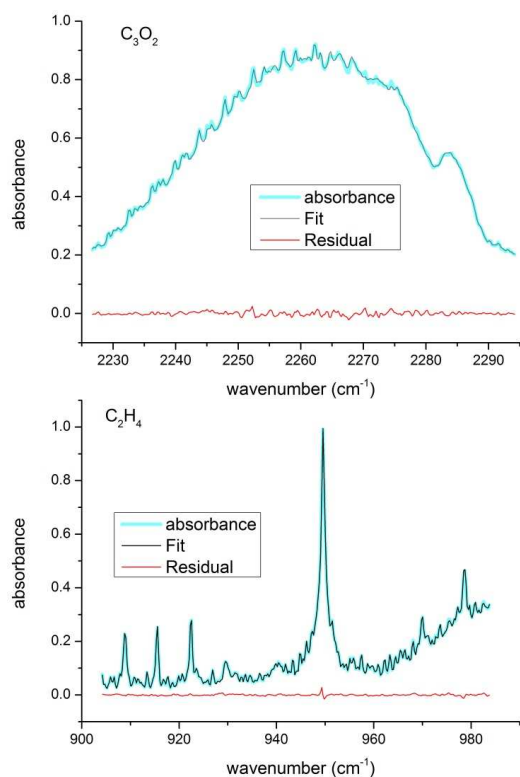 C3O2
1.0
0.8
0.6
0.4
0.2
0.0
absorbance
absorbance
Fit
Residual
2230 2240 2250 2260 2270 2280 2290
wavenumber (cm-1)
C2H4
1.0
0.8
0.6
0.4
0.2
0.0
absorbance
absorbance
Fit
Residual
900 920 940 960 980
wavenumber (cm-1)